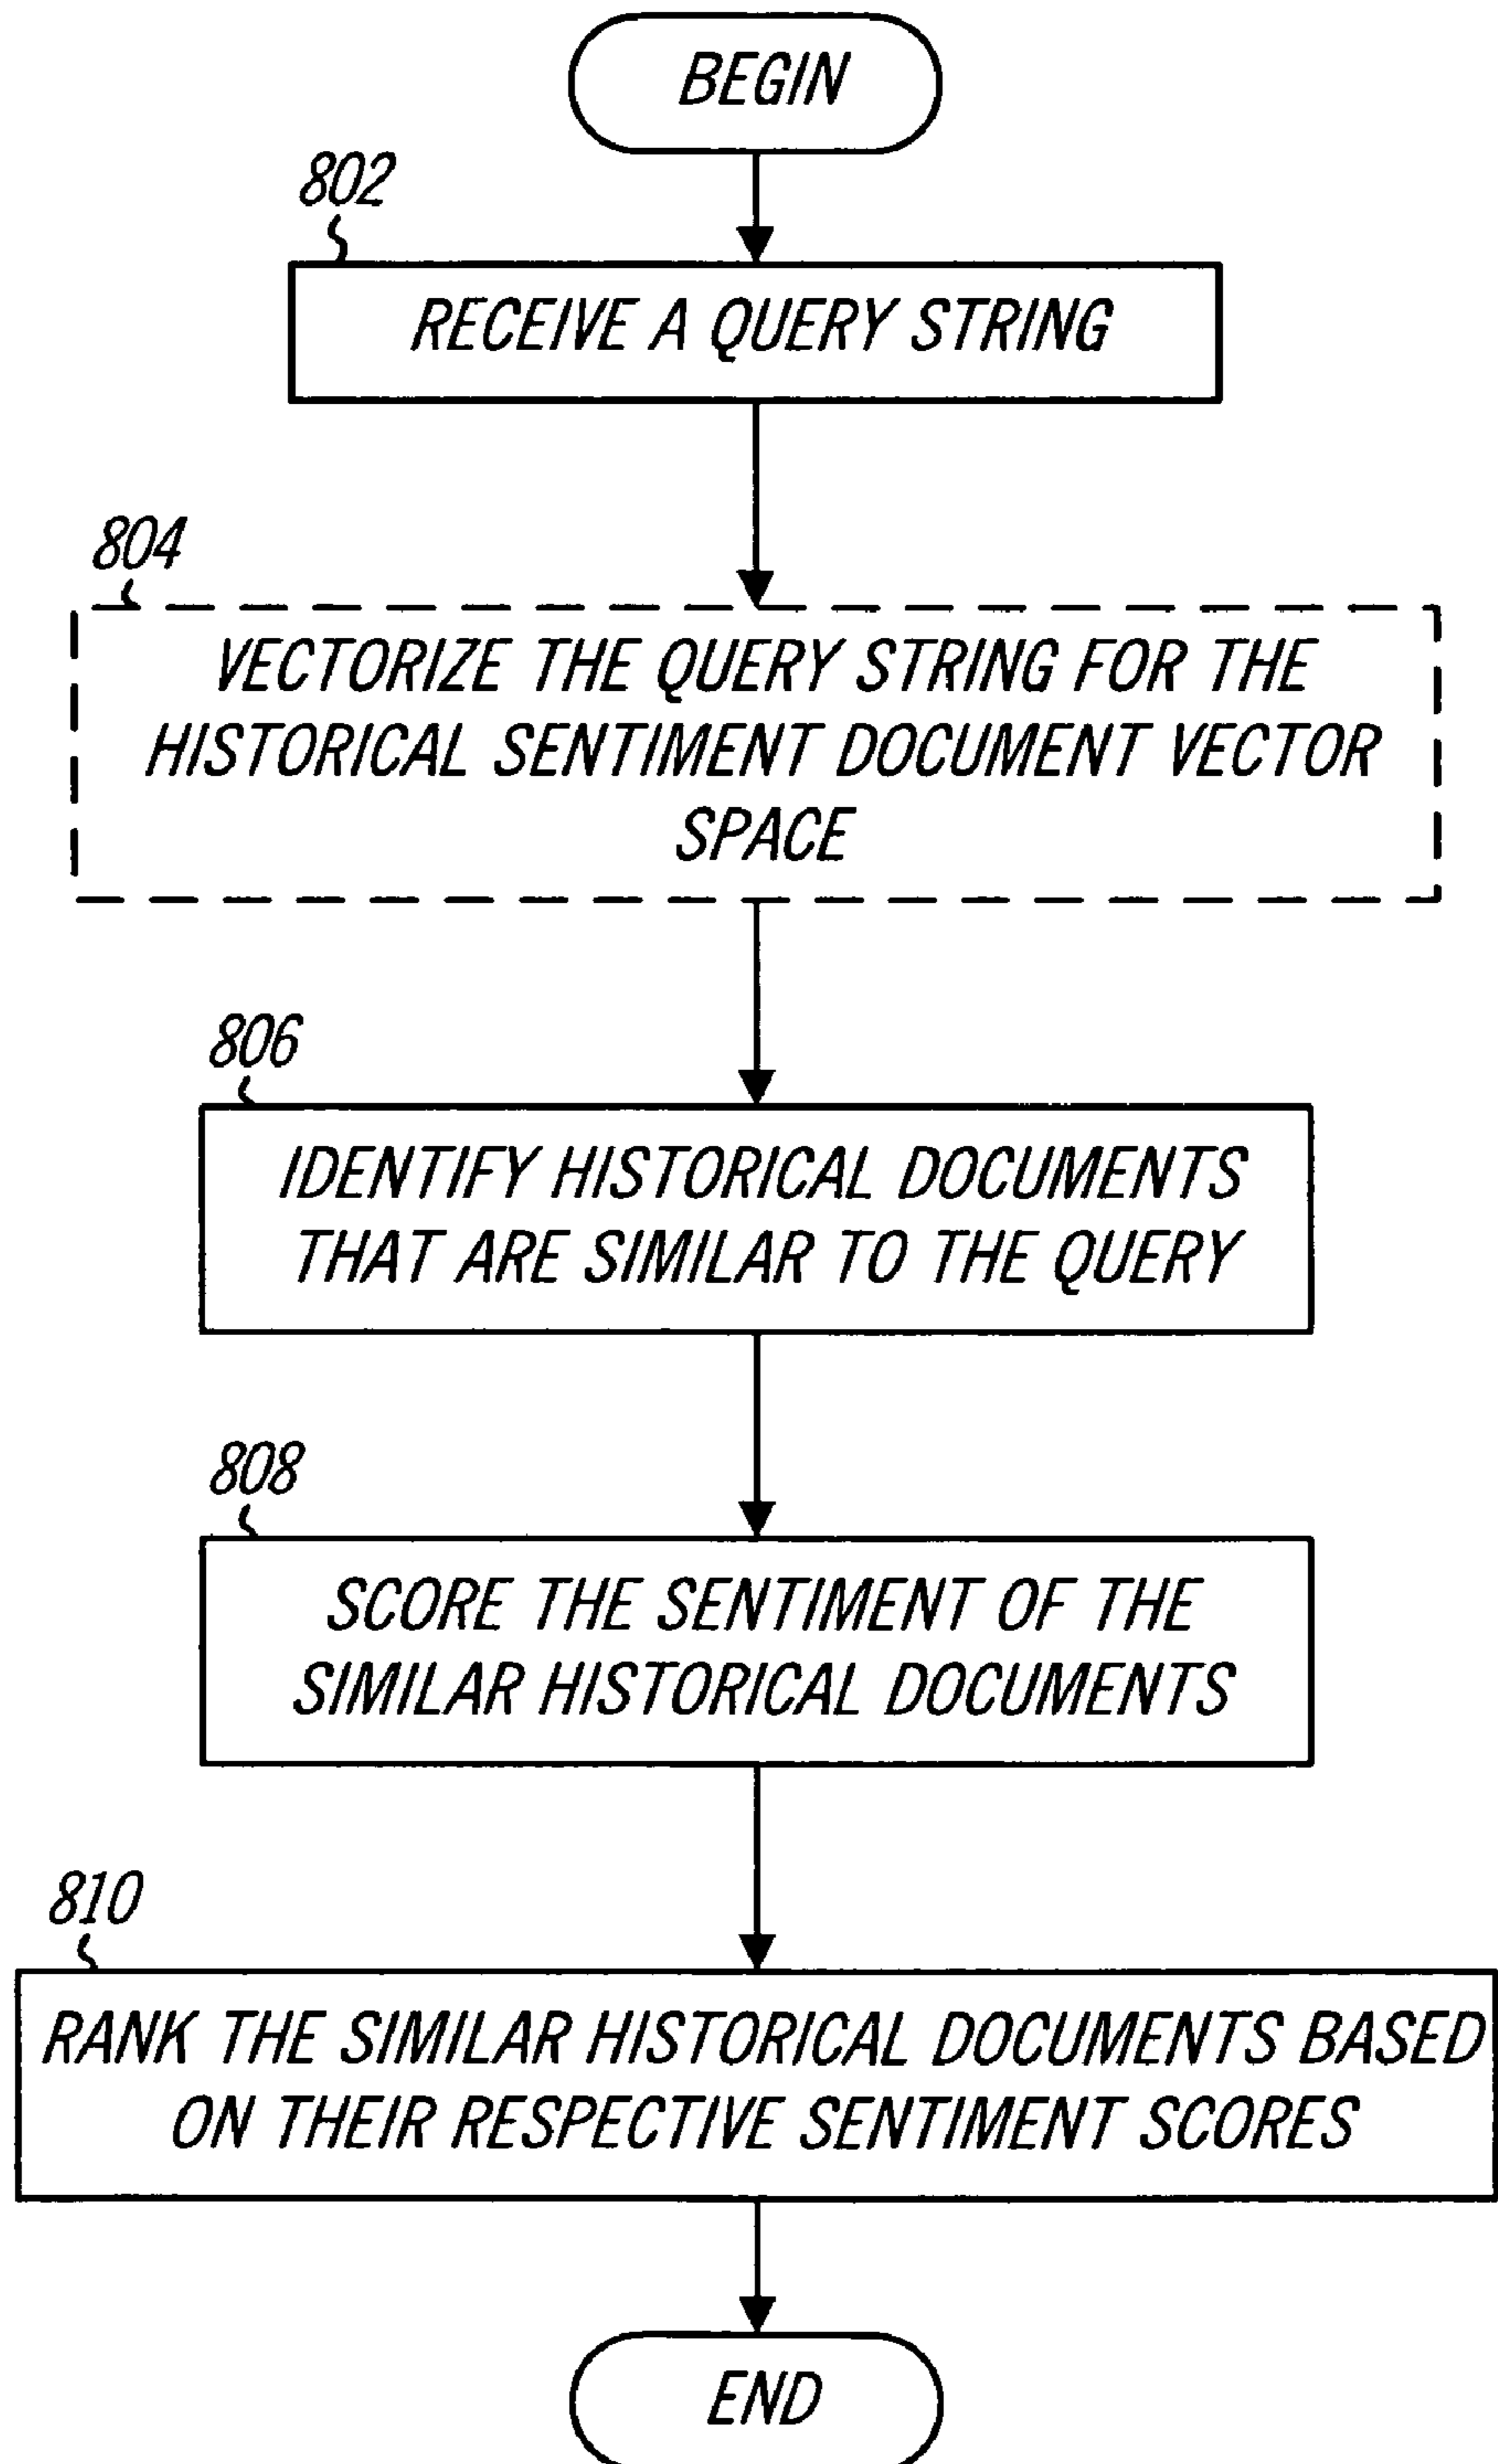 BEGIN
802
RECEIVE A QUERY STRING
804
VECTORIZE THE QUERY STRING FOR THE
HISTORICAL SENTIMENT DOCUMENT VECTOR
SPACE
806
IDENTIFY HISTORICAL DOCUMENTS
THAT ARE SIMILAR TO THE QUERY
808
SCORE THE SENTIMENT OF THE
SIMILAR HISTORICAL DOCUMENTS
810
RANK THE SIMILAR HISTORICAL DOCUMENTS BASED
ON THEIR RESPECTIVE SENTIMENT SCORES
END